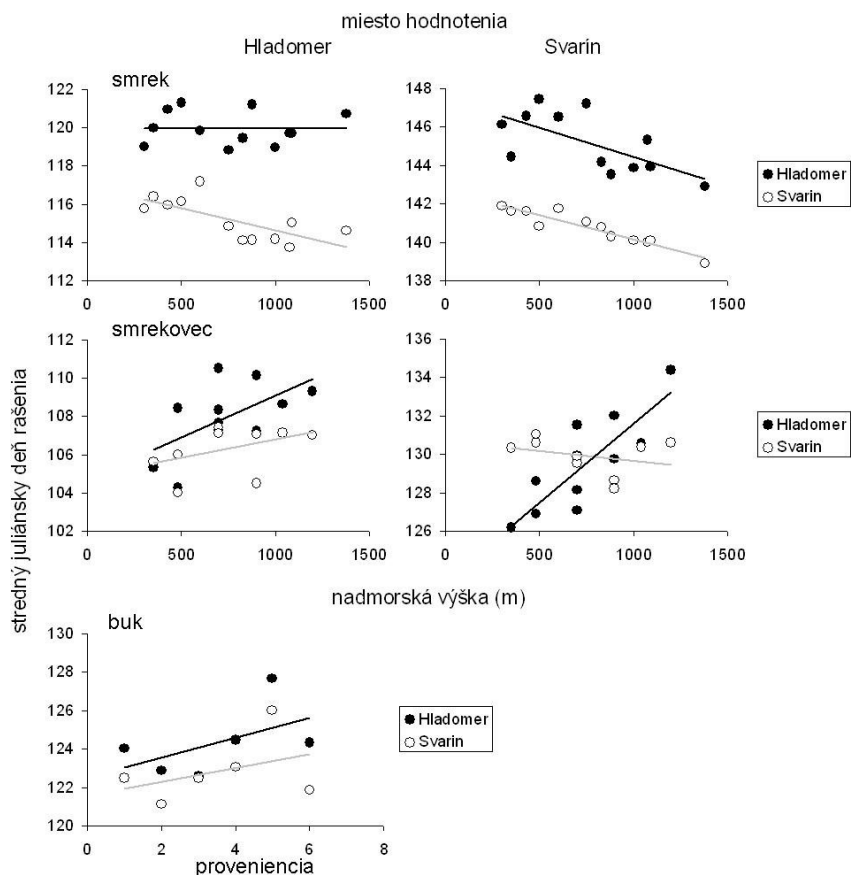 miesto hodnotenia
Hladomer Svarín
smrek
122
120
118
116
114
112
0 500 1000 1500
148
146
144
142
140
138
0 500 1000 1500
Hladomer
Svarin
stredný juliánsky deň rašenia
smrekovec
112
110
108
106
104
102
0 500 1000 1500
136
134
132
130
128
126
0 500 1000 1500
Hladomer
Svarin
nadmorská výška (m)
buk
130
128
126
124
122
120
0 2 4 6 8
proveniencia
Hladomer
Svarin